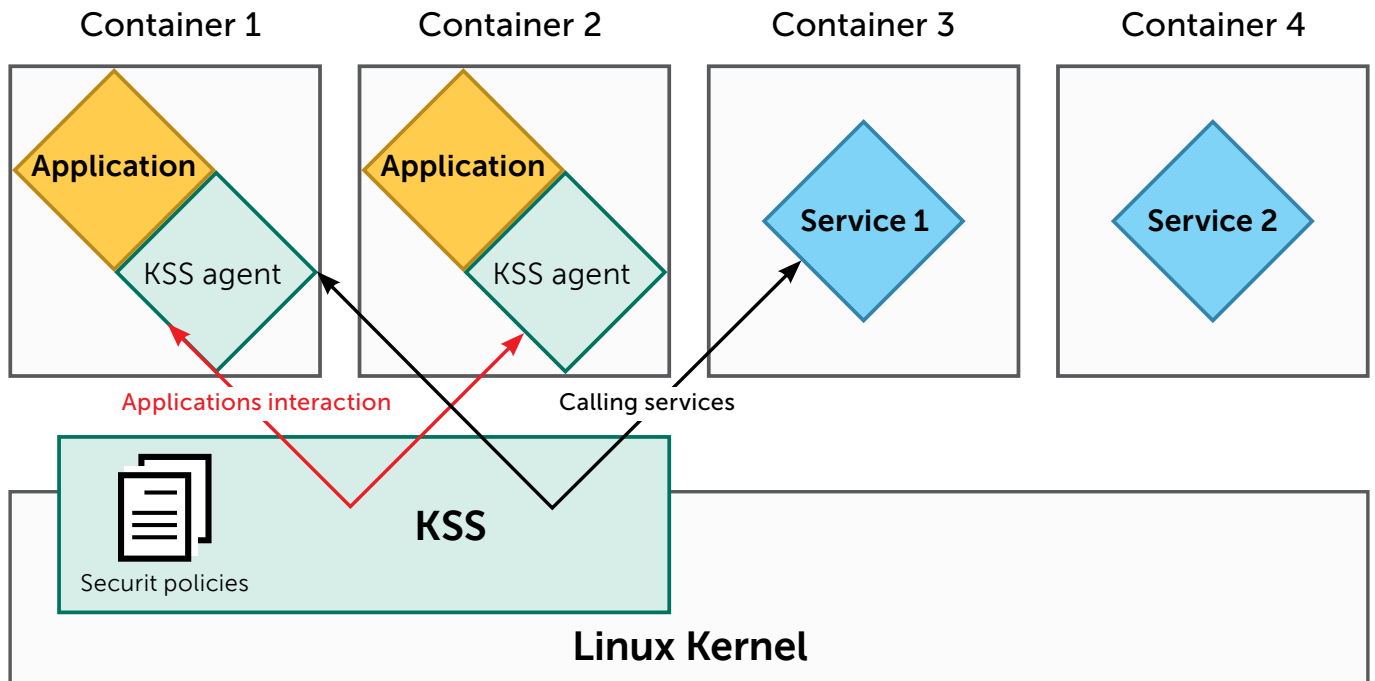 Container 1
Container 2
Container 3
Container 4
Application
Application
Service 1
Service 2
KSS agent
KSS agent
Applications interaction
Calling services
KSS
Securit policies
Linux Kernel